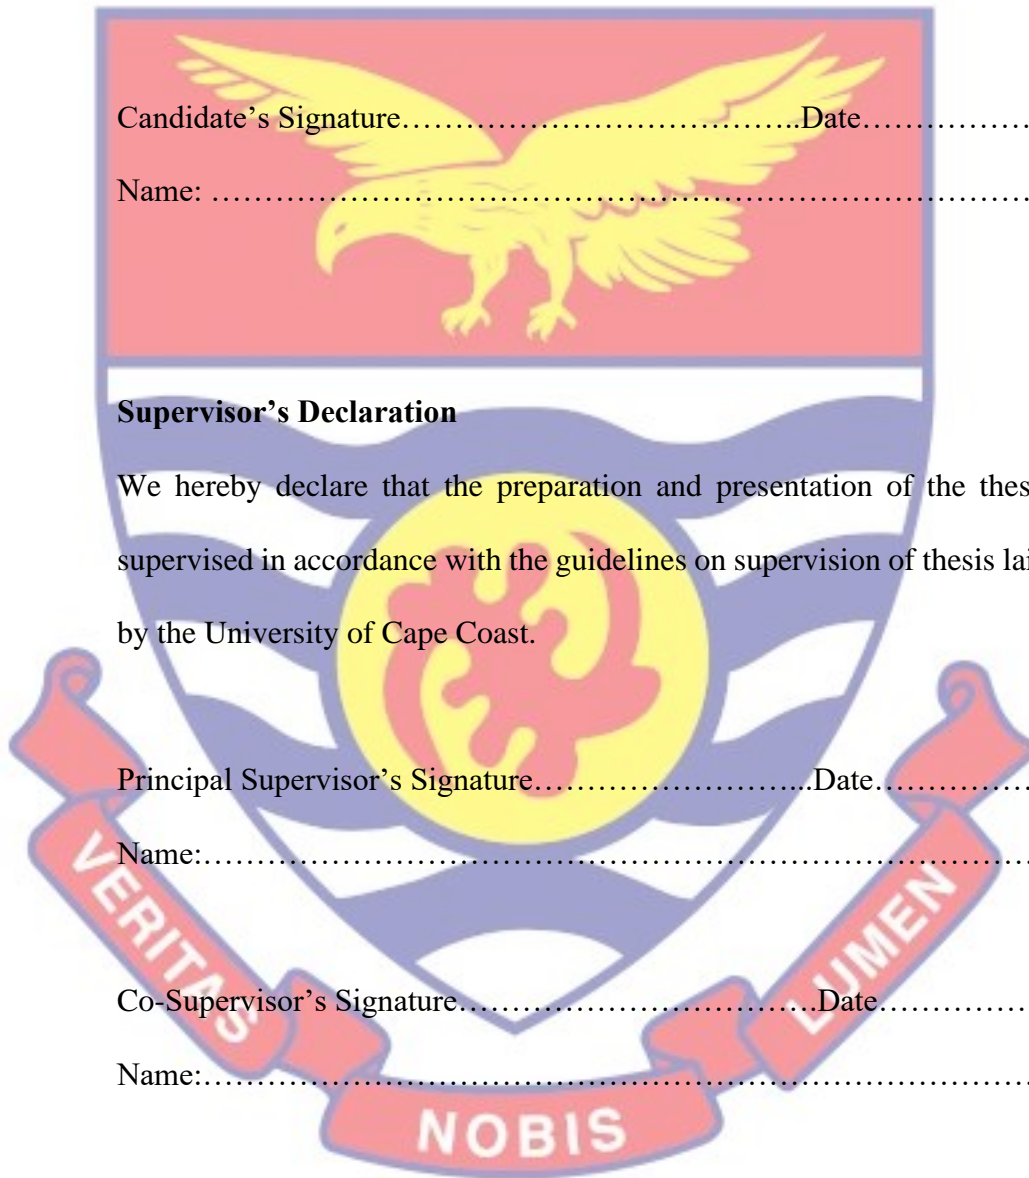 Candidate’s Signature………………………………..Date………………
Name: ……………………………………………………………………
Supervisor’s Declaration
We hereby declare that the preparation and presentation of the thes
supervised in accordance with the guidelines on supervision of thesis lai
by the University of Cape Coast.
Principal Supervisor’s Signature……………………...Date……………
Name:……………………………………………………………………
Co-Supervisor’s Signature…………………………….Date……………
Name:……………………………………………………………………
VERITAS
NOBIS
LUMEN